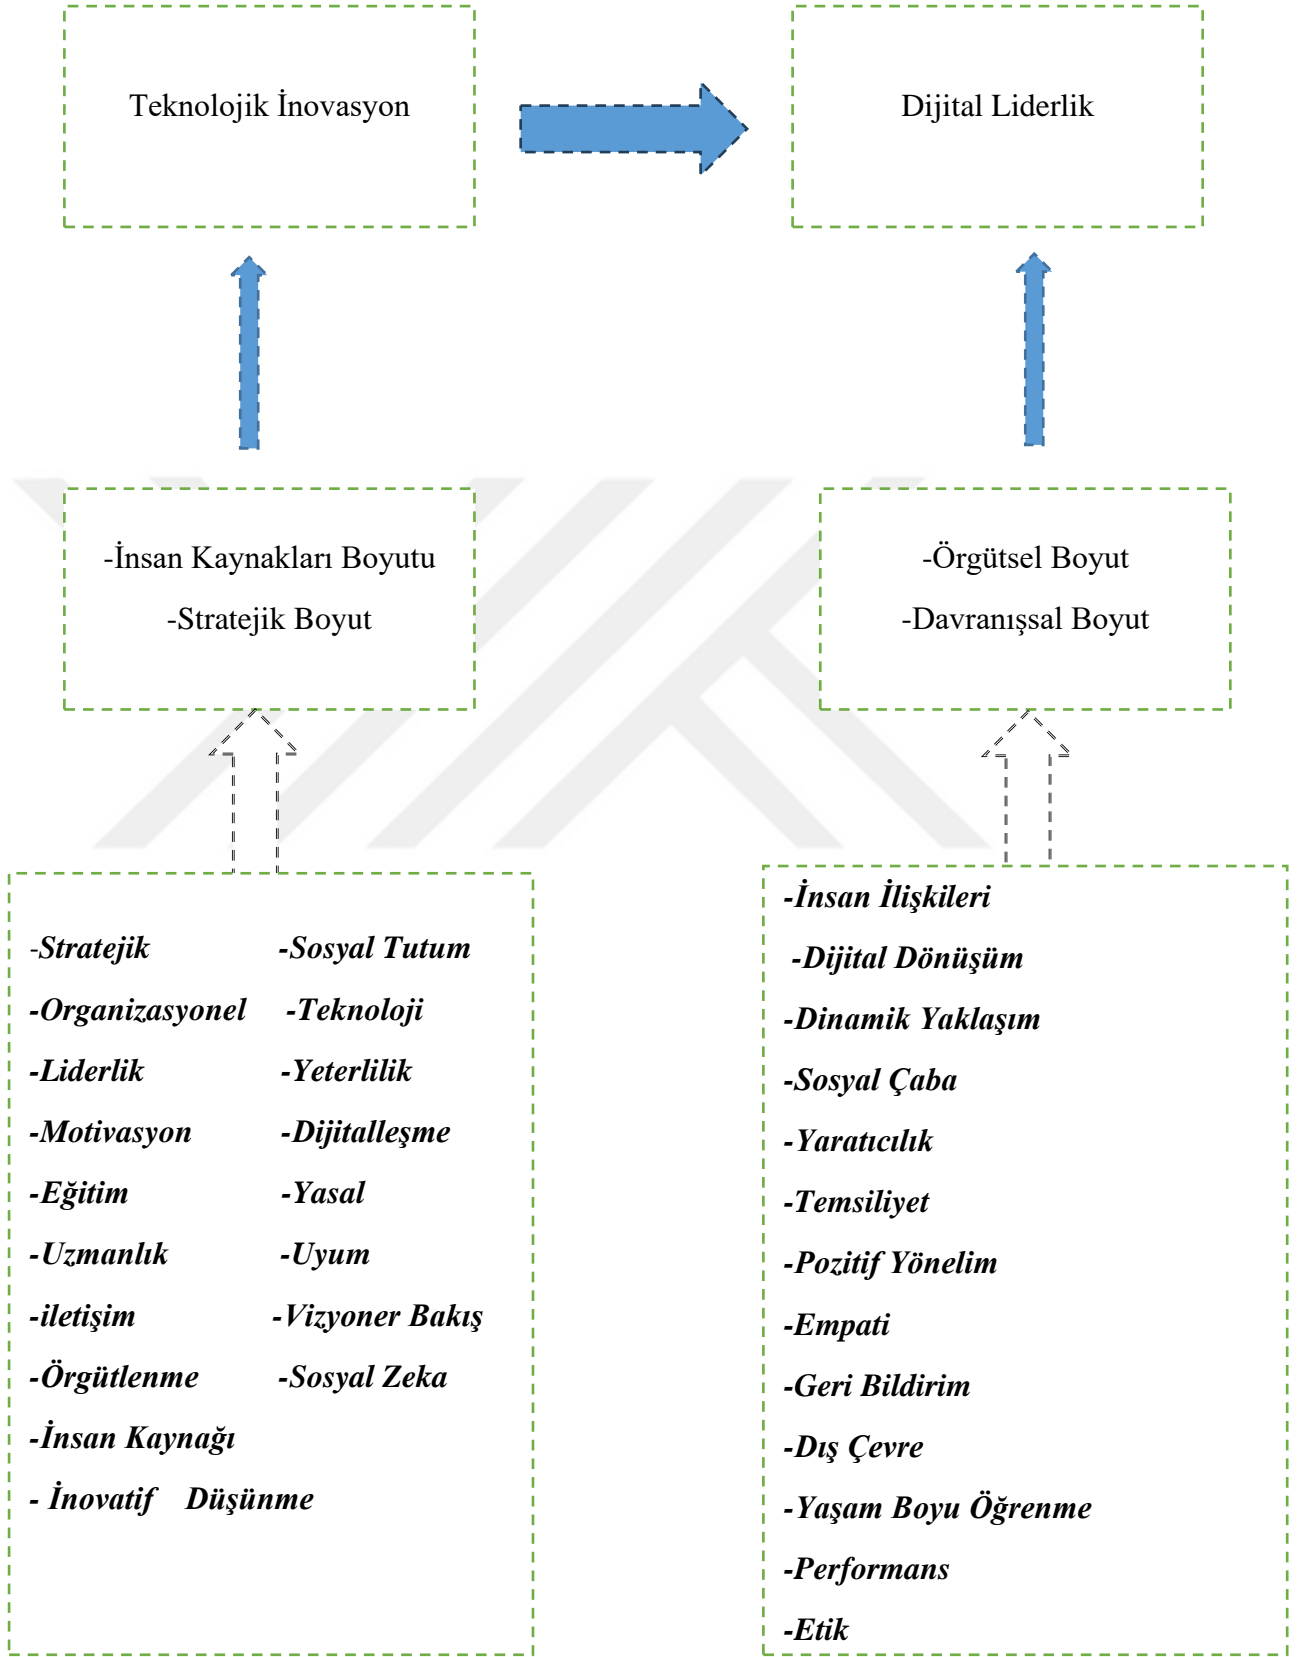 Teknolojik İnovasyon
Dijital Liderlik
-İnsan Kaynakları Boyutu
-Stratejik Boyut
-Örgütsel Boyut
-Davranışsal Boyut
-Stratejik -Sosyal Tutum
-Organizasyonel -Teknoloji
-Liderlik -Yeterlilik
-Motivasyon -Dijitalleşme
-Eğitim -Yasal
-Uzmanlık -Uyum
-iletişim -Vizyoner Bakış
-Örgütlenme -Sosyal Zeka
-İnsan Kaynağı
- İnovatif Düşünme
-İnsan İlişkileri
-Dijital Dönüşüm
-Dinamik Yaklaşım
-Sosyal Çaba
-Yaratıcılık
-Temsiliyet
-Pozitif Yönelim
-Empati
-Geri Bildirim
-Dış Çevre
-Yaşam Boyu Öğrenme
-Performans
-Etik